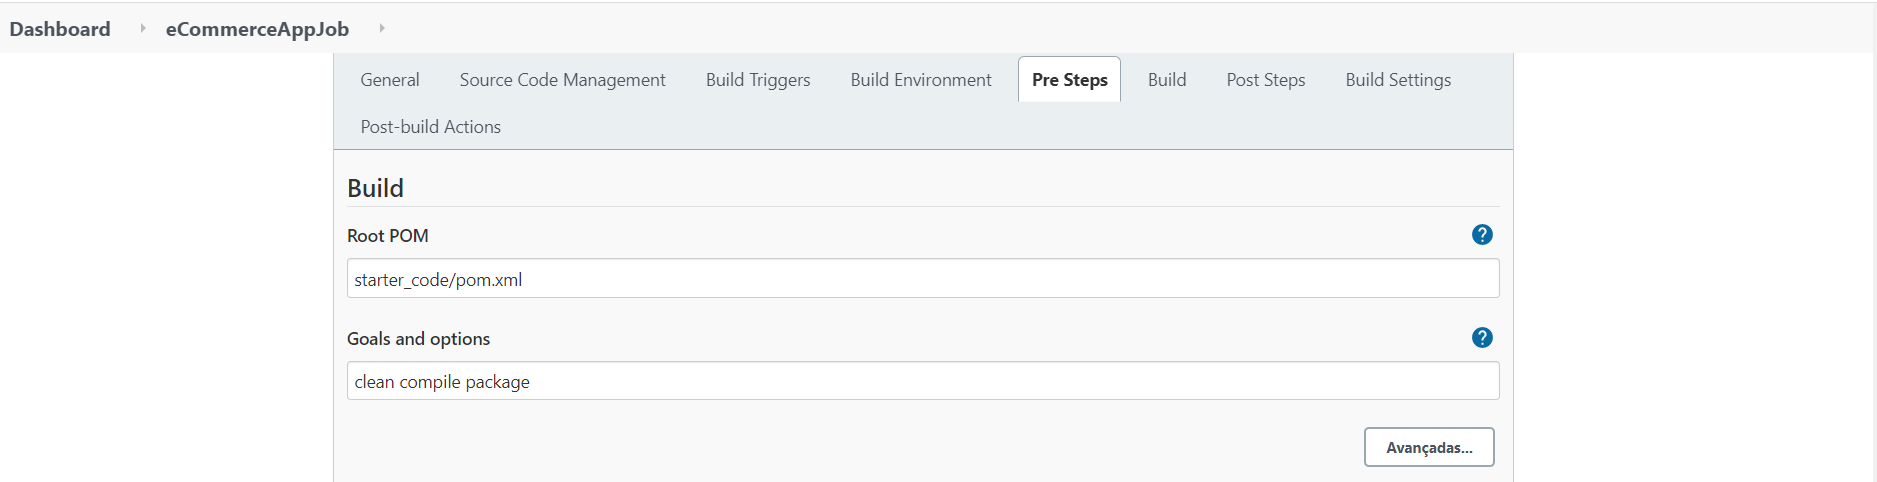 Dashboard eCommerceAppJob
General Source Code Management Build Triggers Build Environment Pre Steps Build Post Steps Build Settings
Post-build Actions
Build
Root POM ?
starter_code/pom.xml
Goals and options ?
clean compile package
Avançadas...